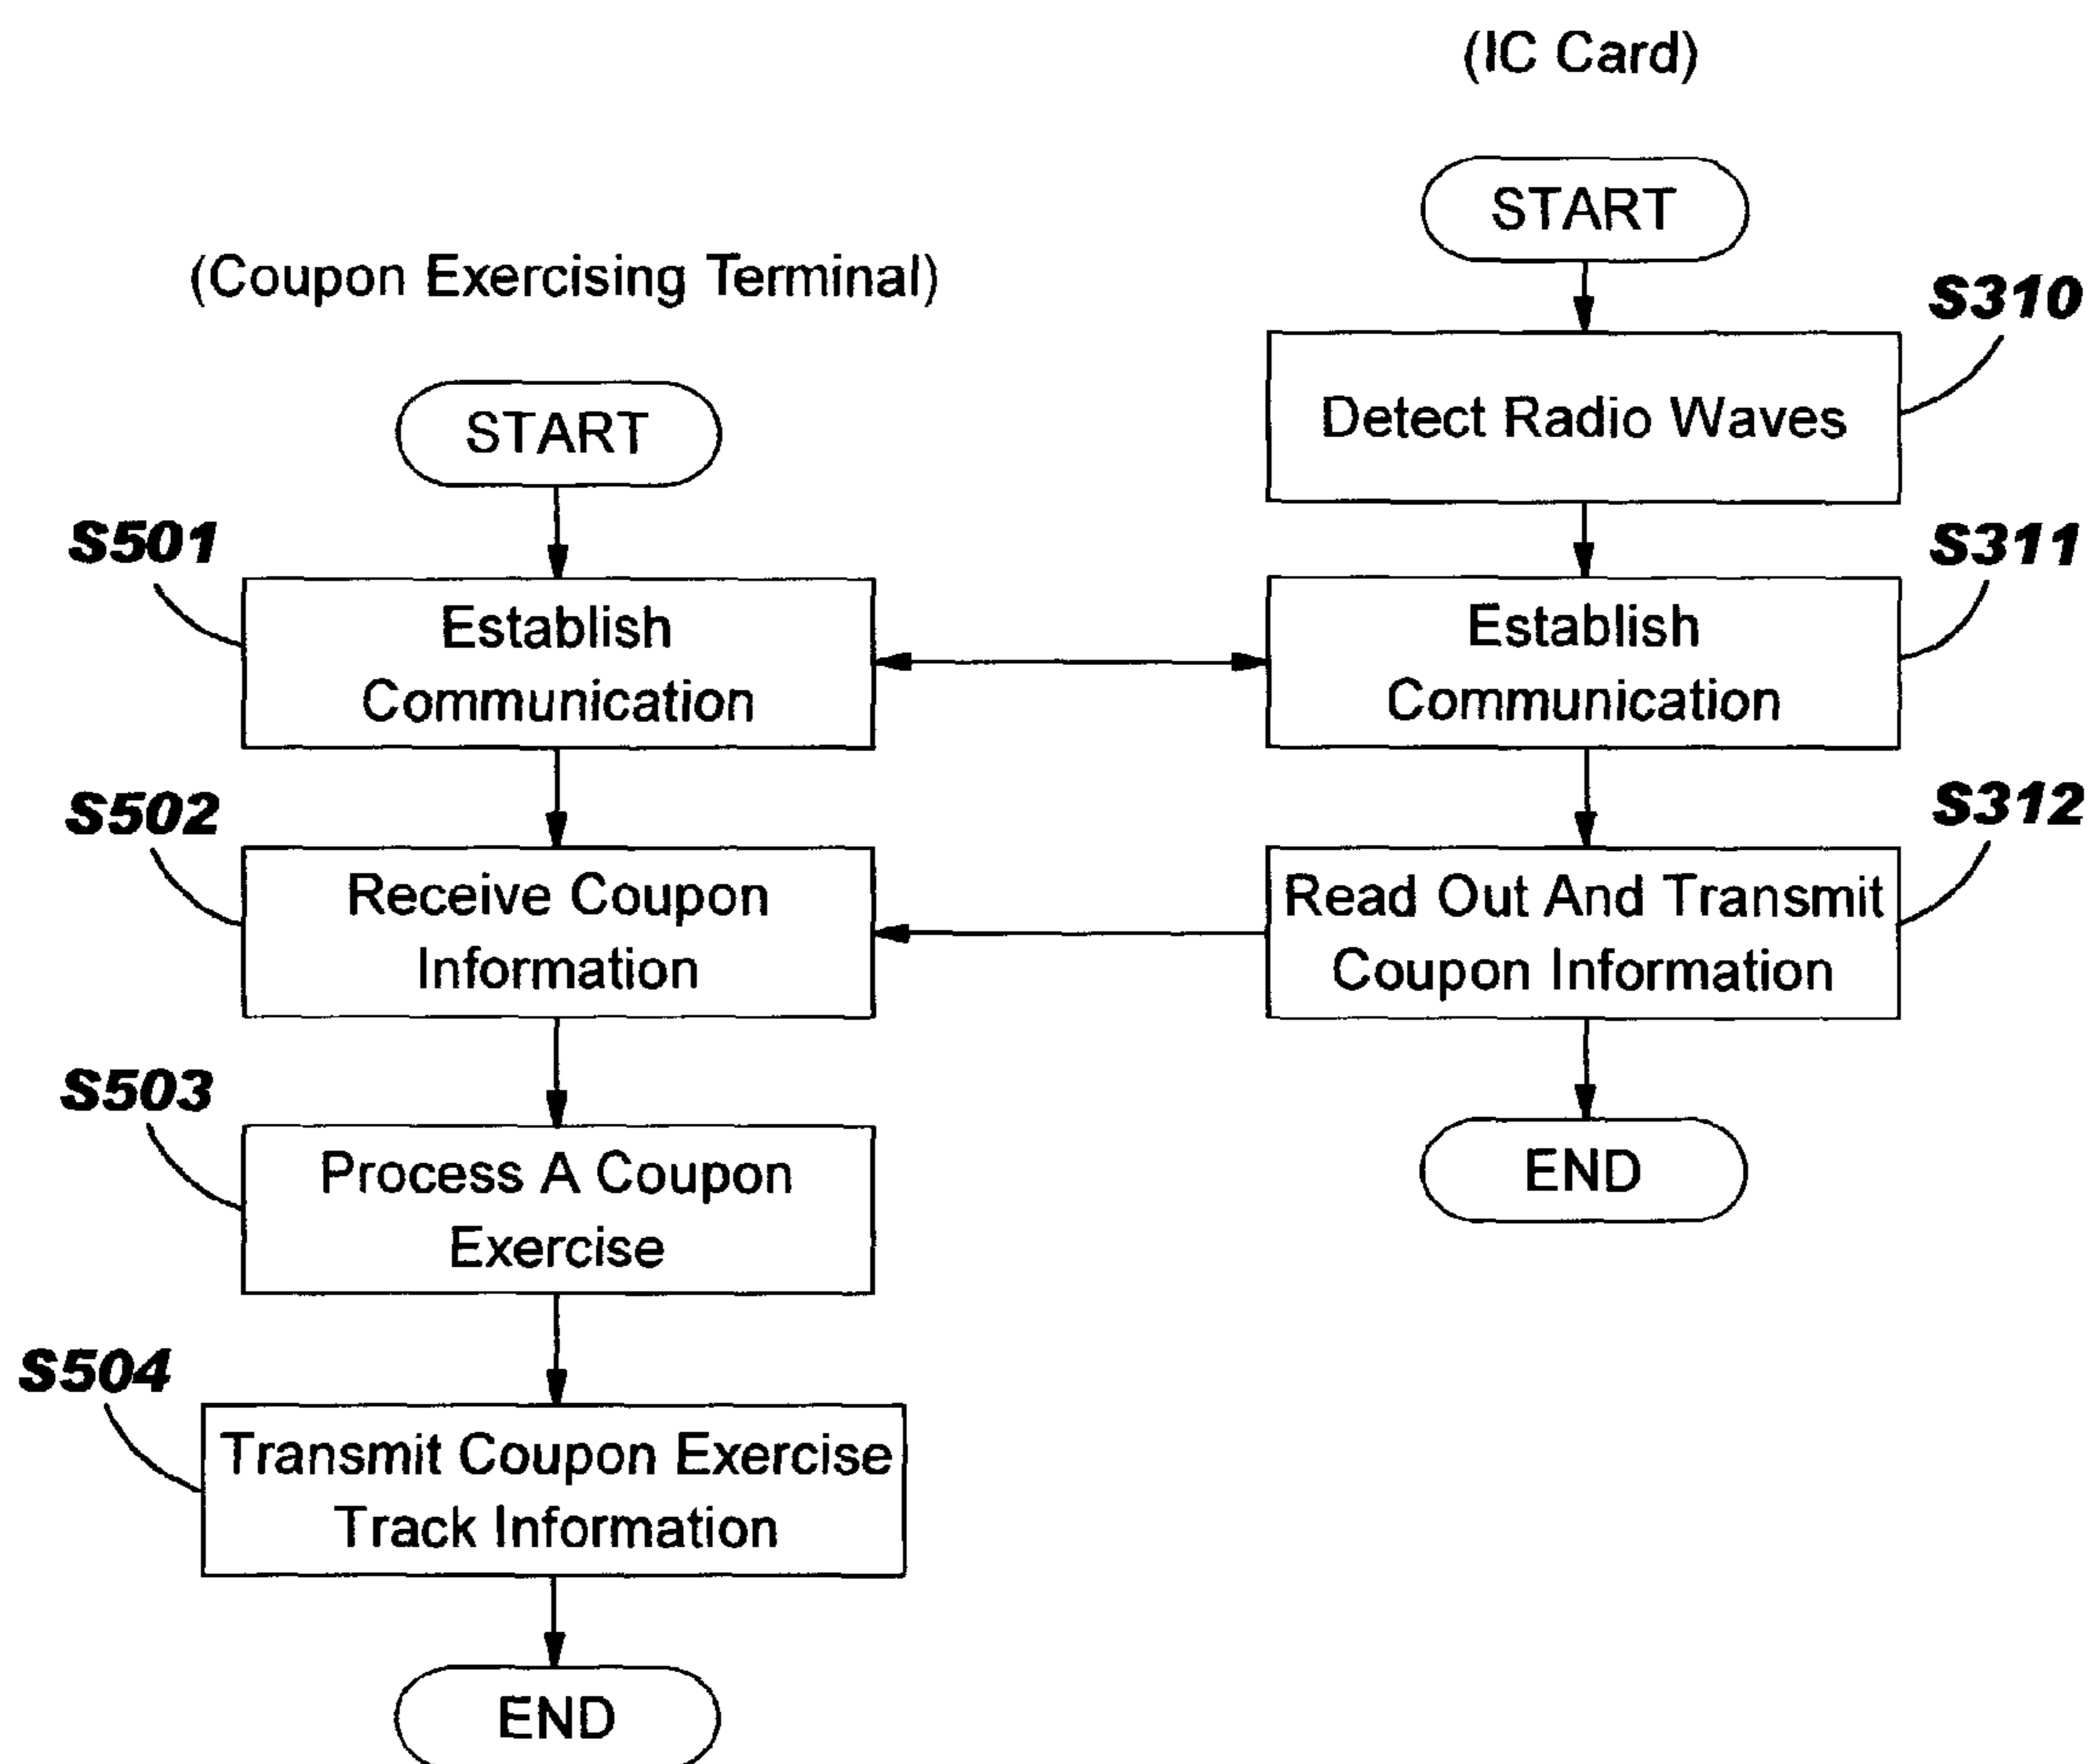 (Coupon Exercising Terminal)
START
S501
Establish
Communication
S502
Receive Coupon
Information
S503
Process A Coupon
Exercise
S504
Transmit Coupon Exercise
Track Information
END
(IC Card)
START
S310
Detect Radio Waves
S311
Establish
Communication
S312
Read Out And Transmit
Coupon Information
END